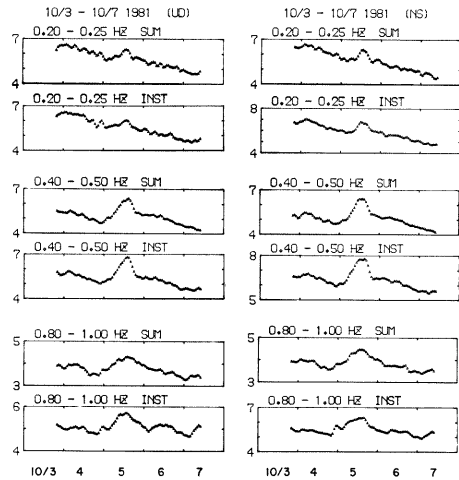 10/3 - 10/7 1981 (UD)
0.20 - 0.25 HZ SUM
7
4
0.20 - 0.25 HZ INST
7
4
0.40 - 0.50 HZ SUM
7
4
0.40 - 0.50 HZ INST
7
4
0.80 - 1.00 HZ SUM
5
3
0.80 - 1.00 HZ INST
6
4
10/3 4 5 6 7
10/3 - 10/7 1981 (NS)
0.20 - 0.25 HZ SUM
7
4
0.20 - 0.25 HZ INST
8
4
0.40 - 0.50 HZ SUM
7
4
0.40 - 0.50 HZ INST
8
5
0.80 - 1.00 HZ SUM
5
3
0.80 - 1.00 HZ INST
7
4
10/3 4 5 6 7